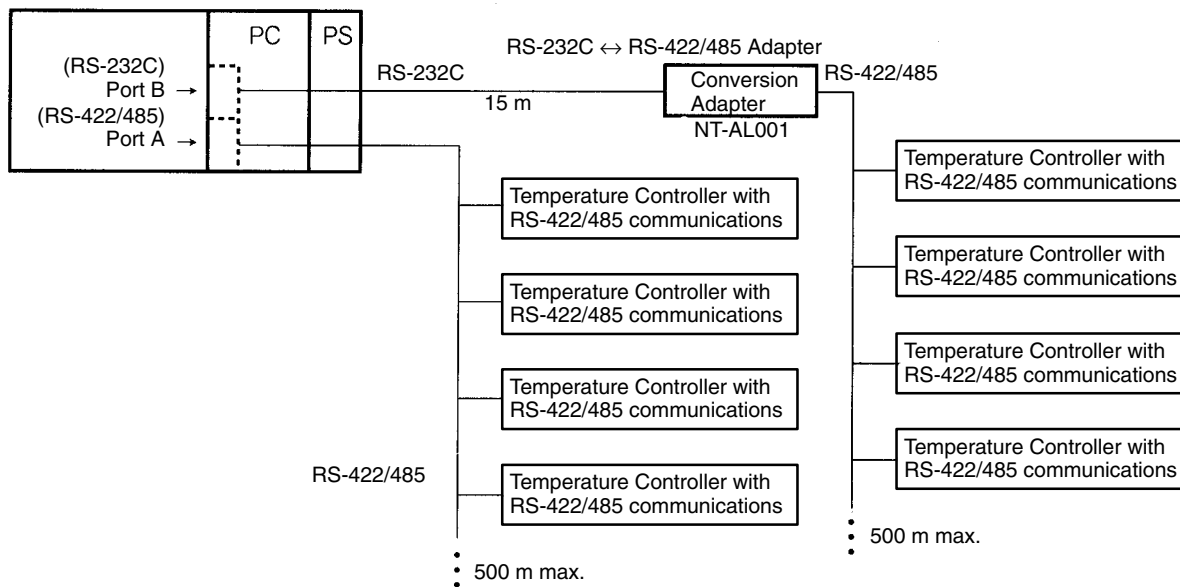 PC
PS
(RS-232C)
Port B →
(RS-422/485)
Port A →
RS-232C
15 m
RS-232C ↔ RS-422/485 Adapter
Conversion
Adapter
NT-AL001
RS-422/485
Temperature Controller with
RS-422/485 communications
Temperature Controller with
RS-422/485 communications
Temperature Controller with
RS-422/485 communications
Temperature Controller with
RS-422/485 communications
RS-422/485
500 m max.
Temperature Controller with
RS-422/485 communications
Temperature Controller with
RS-422/485 communications
Temperature Controller with
RS-422/485 communications
Temperature Controller with
RS-422/485 communications
500 m max.